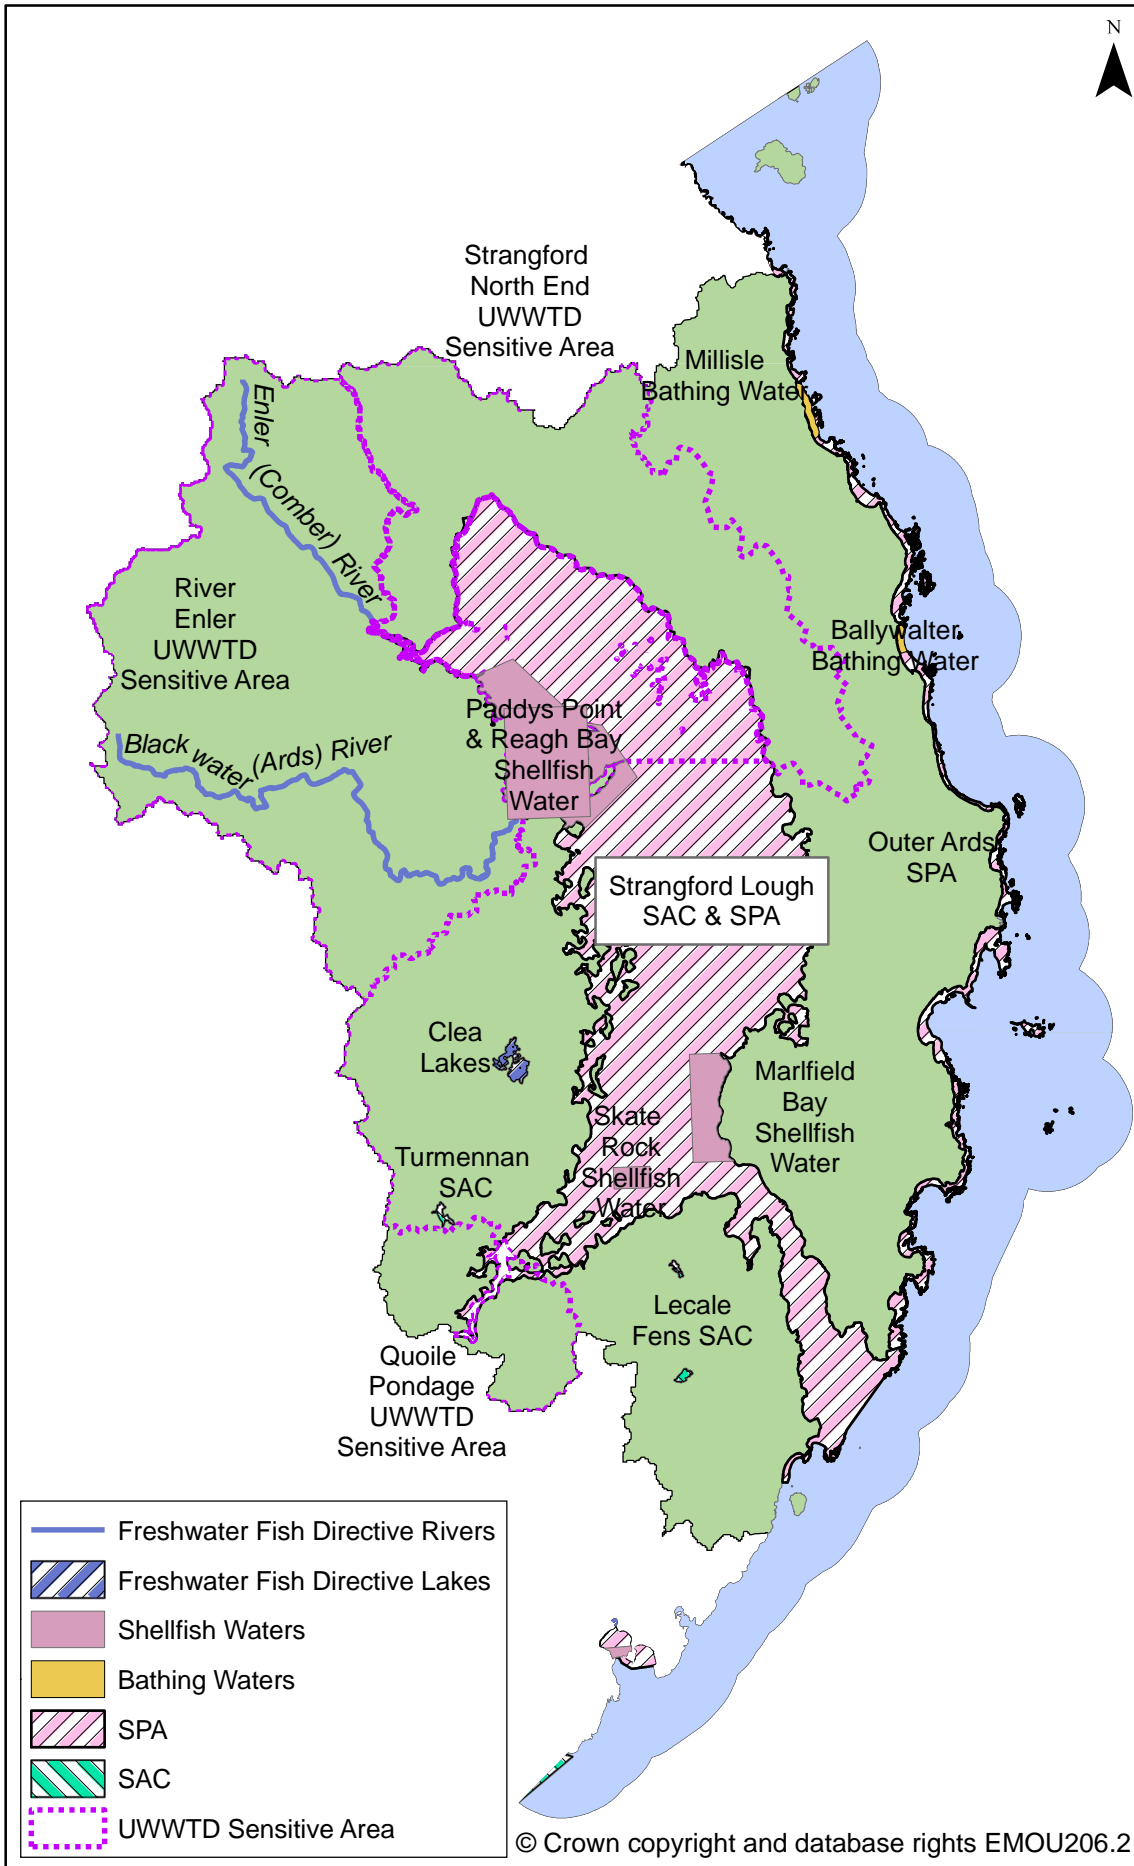 N
Strangford
North End
UWWTD
Sensitive Area
Millisle
Bathing Water
Enler
(Comber) River
River
Enler
UWWTD
Sensitive Area
Ballywalter
Bathing Water
Paddys Point
& Reagh Bay
Shellfish
Water
Black water (Ards) River
Outer Ards
SPA
Strangford Lough
SAC & SPA
Clea
Lakes
Marlfield
Bay
Shellfish
Water
Skate
Rock
Shellfish
Water
Turmennan
SAC
Lecale
Fens SAC
Quoile
Pondage
UWWTD
Sensitive Area
Freshwater Fish Directive Rivers
Freshwater Fish Directive Lakes
Shellfish Waters
Bathing Waters
SPA
SAC
UWWTD Sensitive Area
© Crown copyright and database rights EMOU206.2